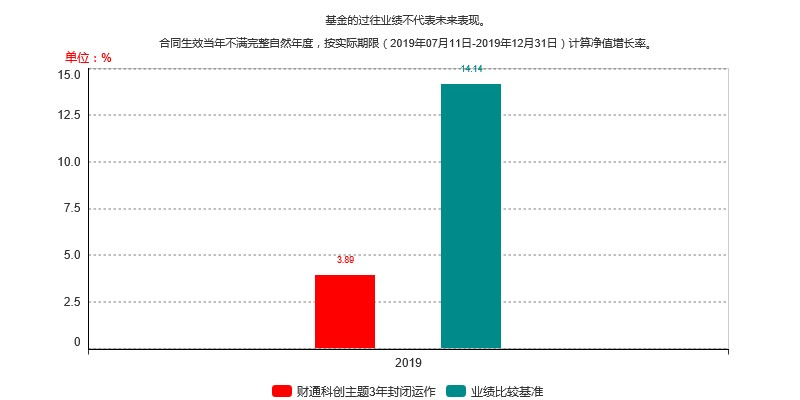 基金的过往业绩不代表未来表现。
合同生效当年不满完整自然年度，按实际期限（2019年07月11日-2019年12月31日）计算净值增长率。
单位：%
15.0
14.14
12.5
10.0
7.5
5.0
3.89
2.5
0
2019
财通科创主题3年封闭运作 业绩比较基准